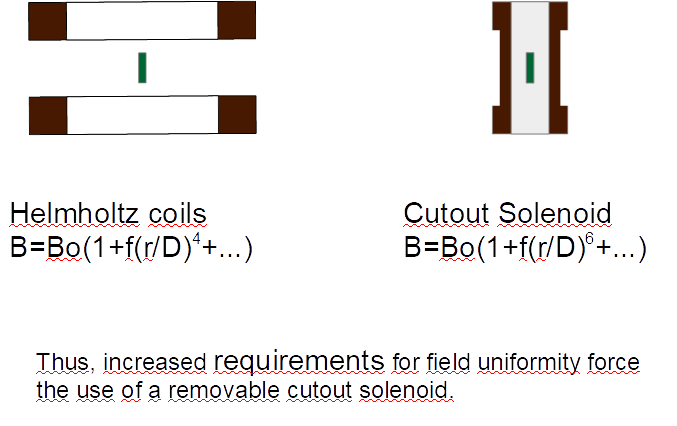 Helmholtz coils
Cutout Solenoid
B=Bo(1+f(r/D)⁴+...)
B=Bo(1+f(r/D)⁶+...)
Thus, increased requirements for field uniformity force
the use of a removable cutout solenoid.